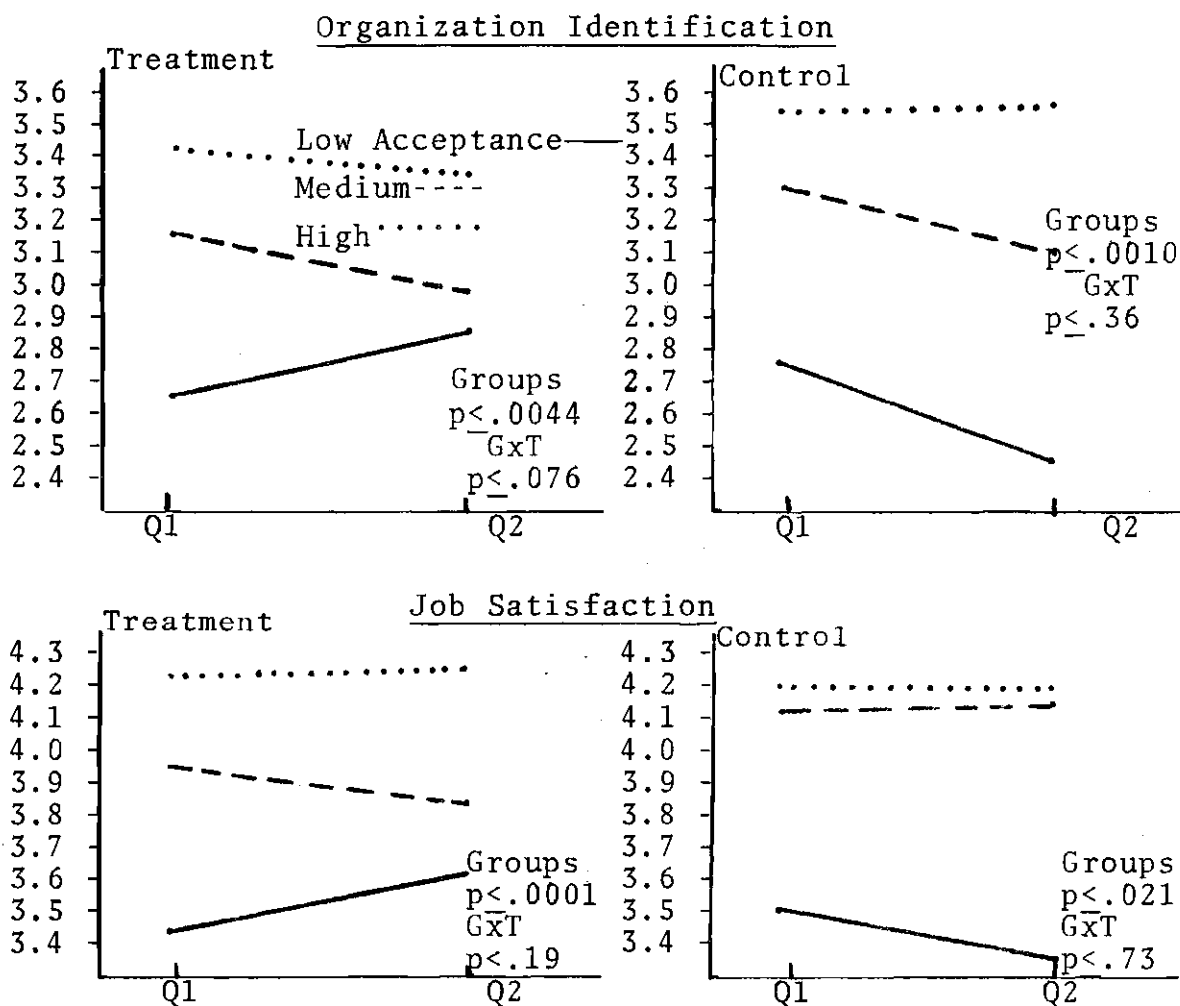 Organization Identification
Treatment
3.6
3.5
3.4
3.3
3.2
3.1
3.0
2.9
2.8
2.7
2.6
2.5
2.4
Low Acceptance
Medium
High
Groups
p≤.0044
GxT
p≤.076
Q1 Q2
Control
3.6
3.5
3.4
3.3
3.2
3.1
3.0
2.9
2.8
2.7
2.6
2.5
2.4
Groups
p≤.0010
GxT
p≤.36
Q1 Q2
Job Satisfaction
Treatment
4.3
4.2
4.1
4.0
3.9
3.8
3.7
3.6
3.5
3.4
Groups
p≤.0001
GxT
p≤.19
Q1 Q2
Control
4.3
4.2
4.1
4.0
3.9
3.8
3.7
3.6
3.5
3.4
Groups
p≤.021
GxT
p≤.73
Q1 Q2